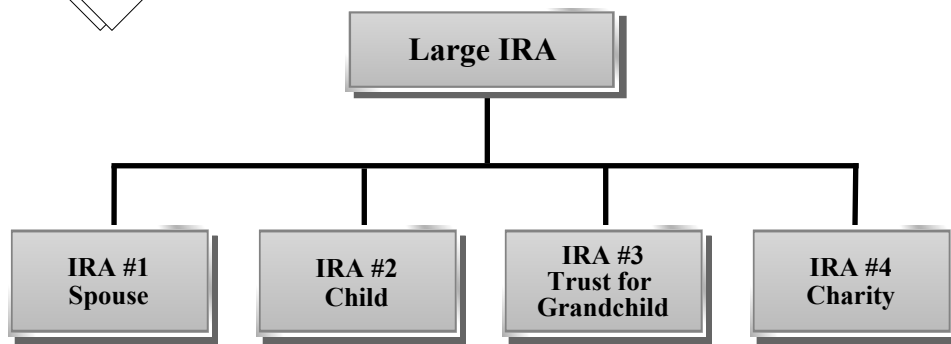 Large IRA
IRA #1
Spouse
IRA #2
Child
IRA #3
Trust for
Grandchild
IRA #4
Charity